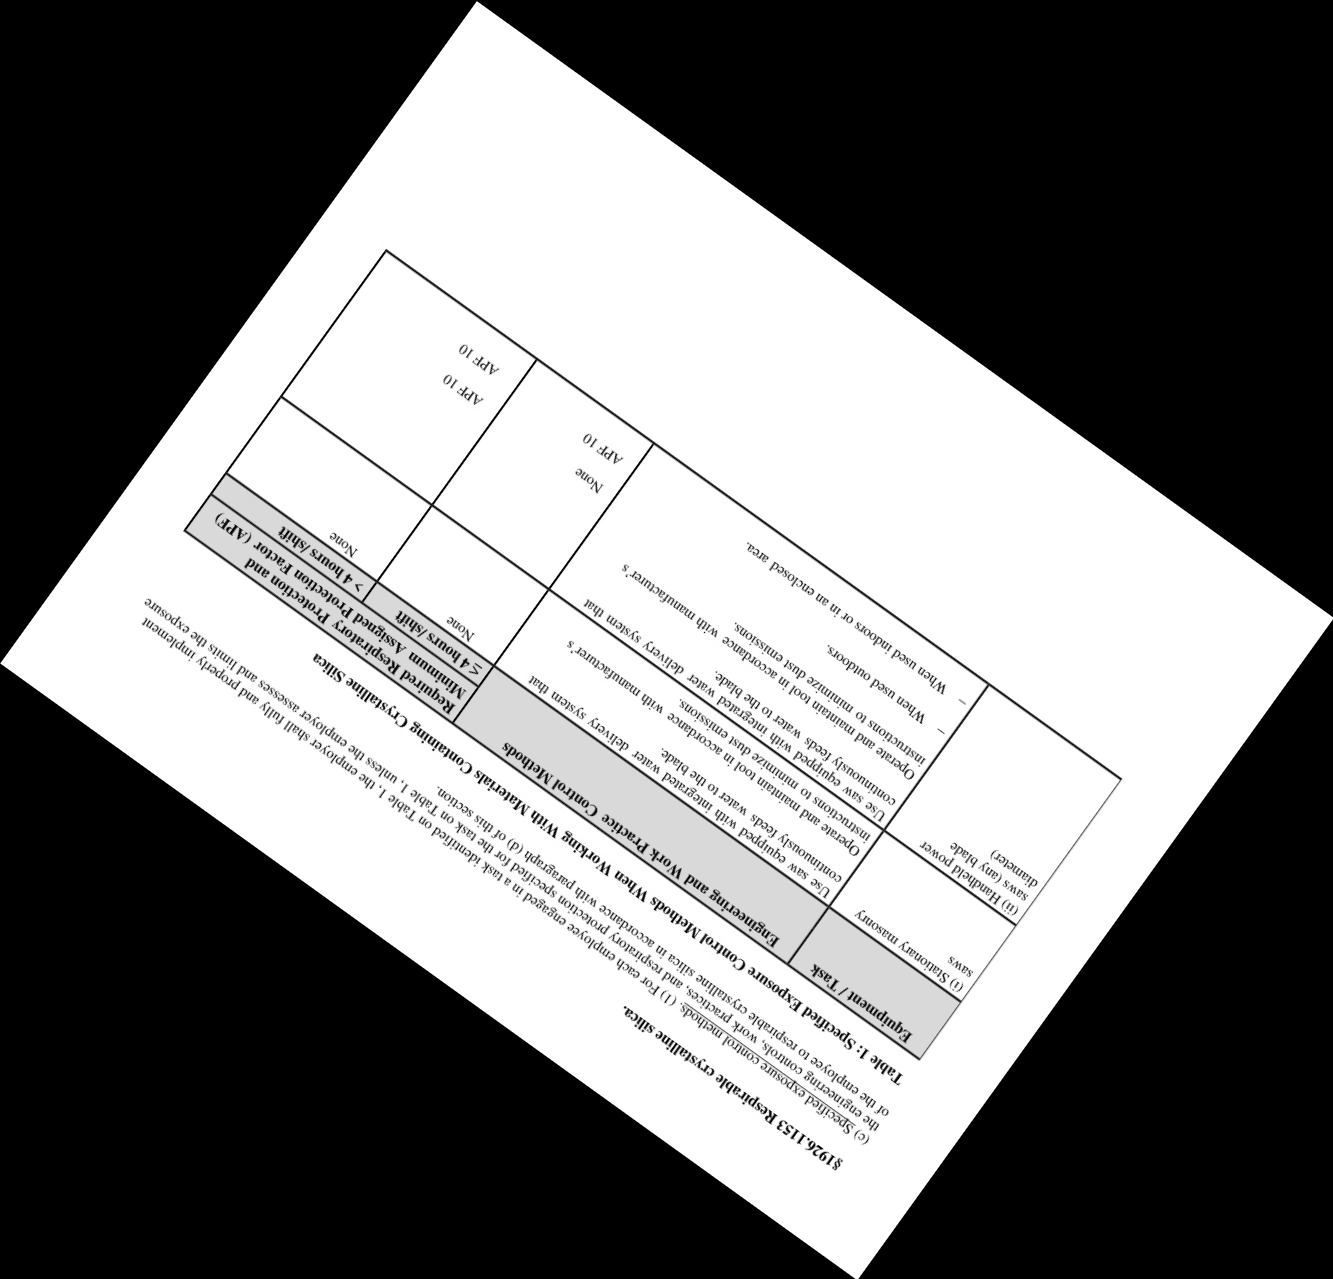 §1926.1153 Respirable crystalline silica.
(c) Specified exposure control methods. (1) For each employee engaged in a task identified on Table 1, the employer shall fully and properly implement
the engineering controls, work practices, and respiratory protection specified for the task on Table 1, unless the employer assesses and limits the exposure
of the employee to respirable crystalline silica in accordance with paragraph (d) of this section.
Table 1: Specified Exposure Control Methods When Working With Materials Containing Crystalline Silica
Equipment / Task
Engineering and Work Practice Control Methods
Required Respiratory Protection and
Minimum Assigned Protection Factor (APF)
≤ 4 hours /shift
> 4 hours /shift
(i) Stationary masonry
saws
Use saw equipped with integrated water delivery system that
continuously feeds water to the blade.
Operate and maintain tool in accordance with manufacturer's
instructions to minimize dust emissions.
None
None
(ii) Handheld power
saws (any blade
diameter)
Use saw equipped with integrated water delivery system that
continuously feeds water to the blade.
Operate and maintain tool in accordance with manufacturer's
instructions to minimize dust emissions.
– When used outdoors.
– When used indoors or in an enclosed area.
None
APF 10
APF 10
APF 10